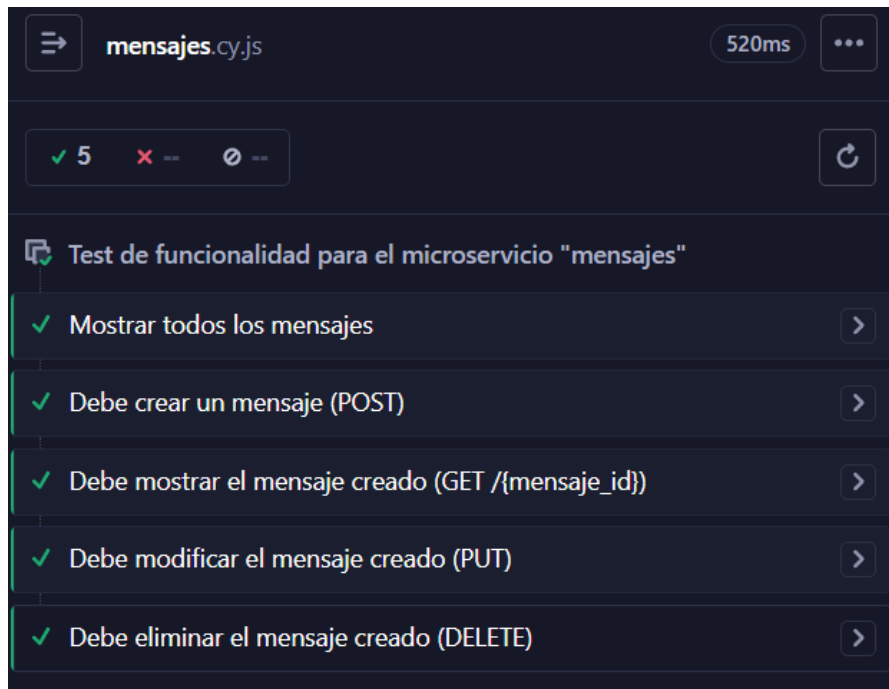 mensajes.cy.js 520ms
5 -- --
Test de funcionalidad para el microservicio "mensajes"
Mostrar todos los mensajes
Debe crear un mensaje (POST)
Debe mostrar el mensaje creado (GET /{mensaje_id})
Debe modificar el mensaje creado (PUT)
Debe eliminar el mensaje creado (DELETE)